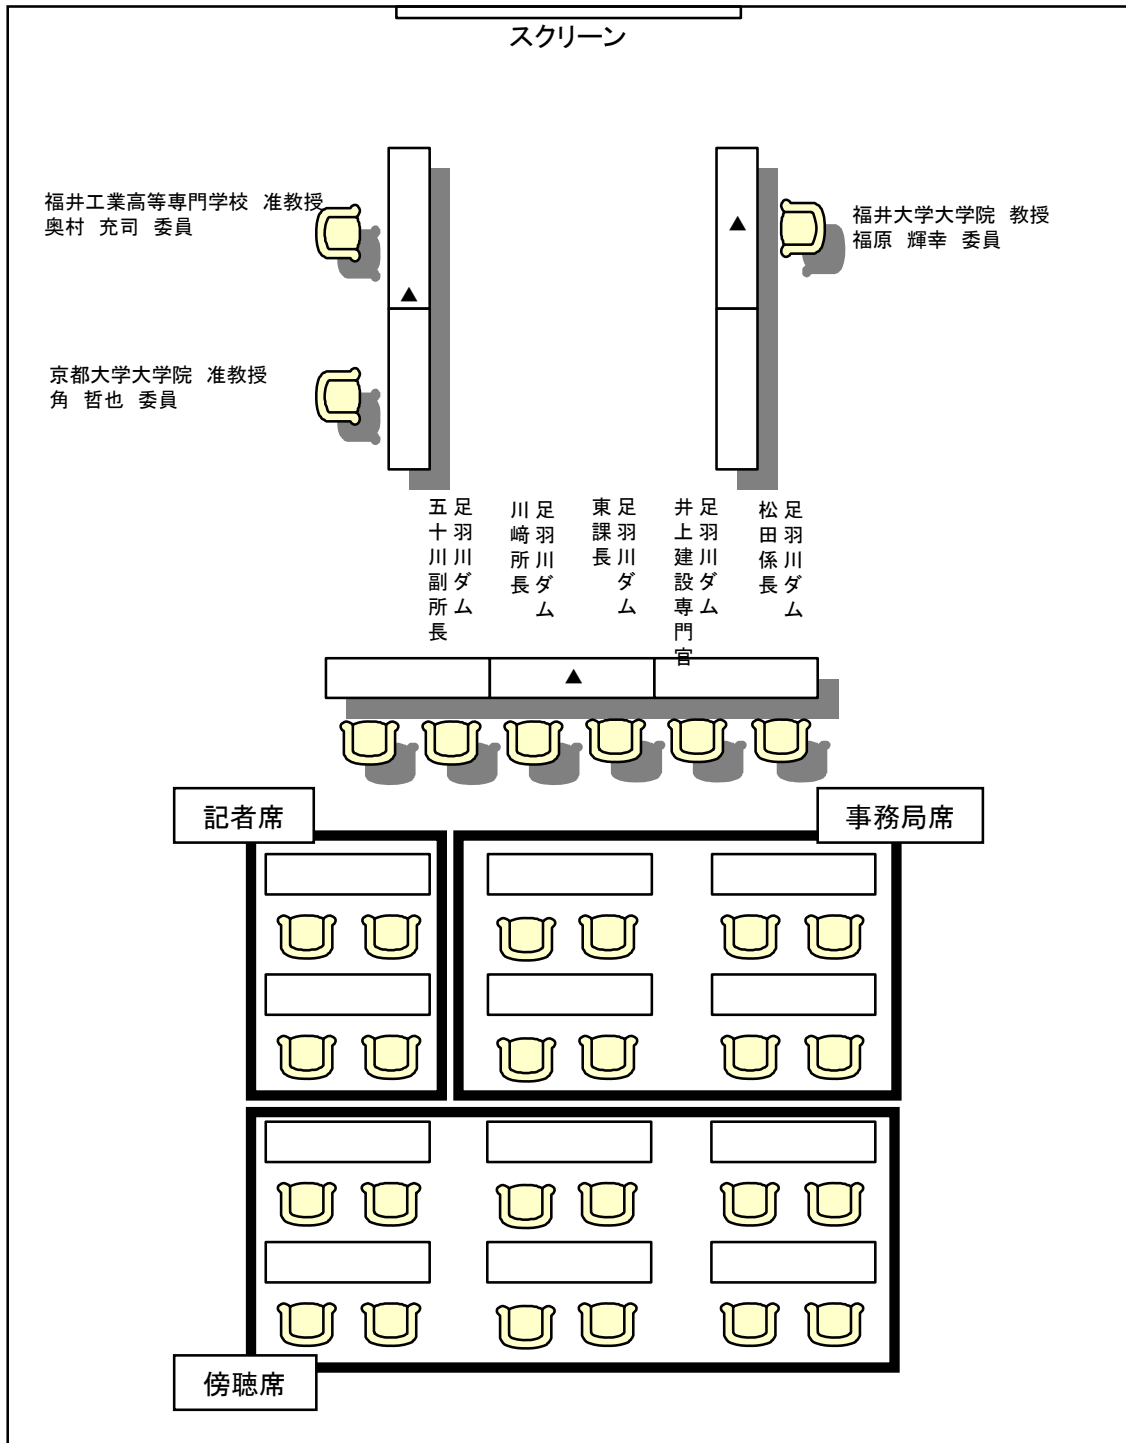 スクリーン
福井工業高等専門学校 准教授
奥村 充司 委員
福井大学大学院 教授
福原 輝幸 委員
京都大学大学院 准教授
角 哲也 委員
足羽川ダム
五十川副所長
足羽川ダム
川﨑所長
足羽川ダム
東課長
足羽川ダム
井上建設専門官
足羽川ダム
松田係長
▲
▲
▲
記者席
事務局席
傍聴席